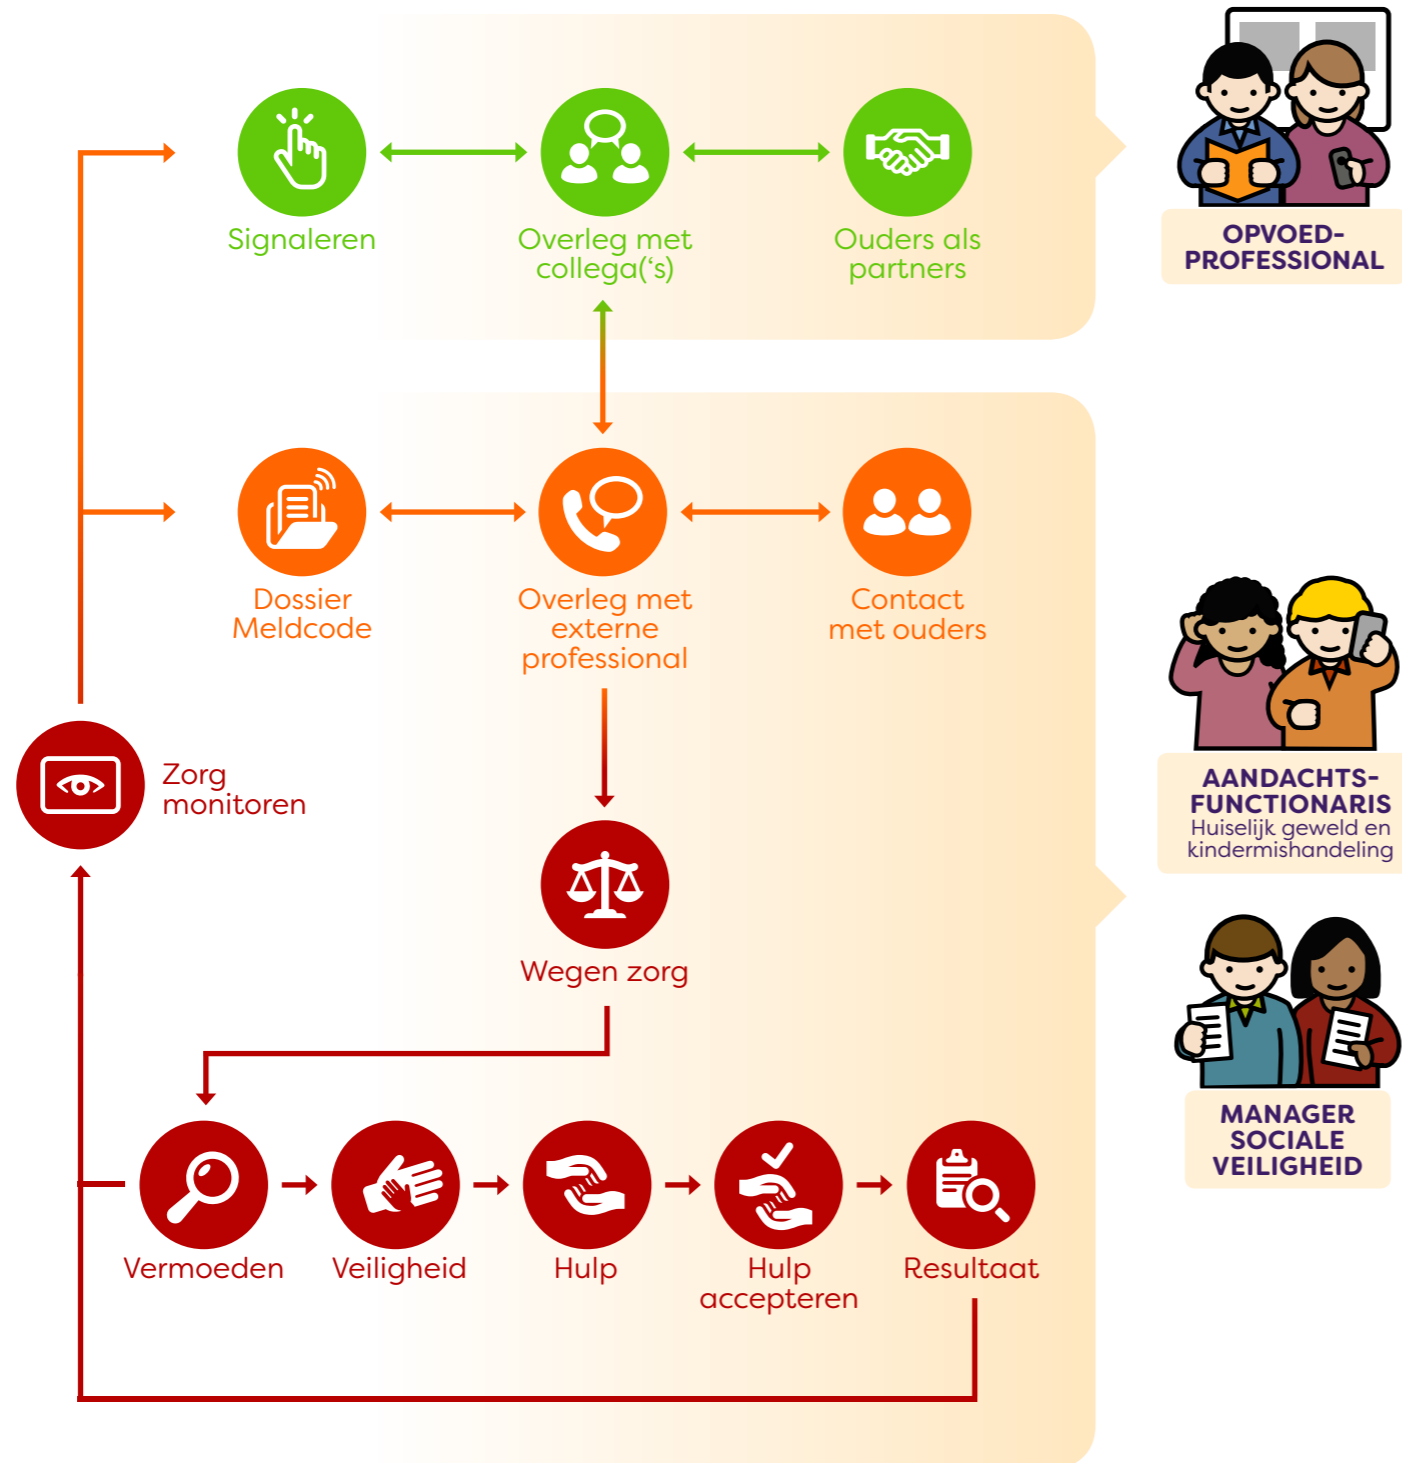 Signaleren
Overleg met
collega(‘s)
Ouders als
partners
OPVOED-
PROFESSIONAL
Dossier
Meldcode
Overleg met
externe
professional
Contact
met ouders
Zorg
monitoren
AANDACHTS-
FUNCTIONARIS
Huiselijk geweld en
kindermishandeling
Wegen zorg
MANAGER
SOCIALE
VEILIGHEID
Vermoeden
Veiligheid
Hulp
Hulp
accepteren
Resultaat